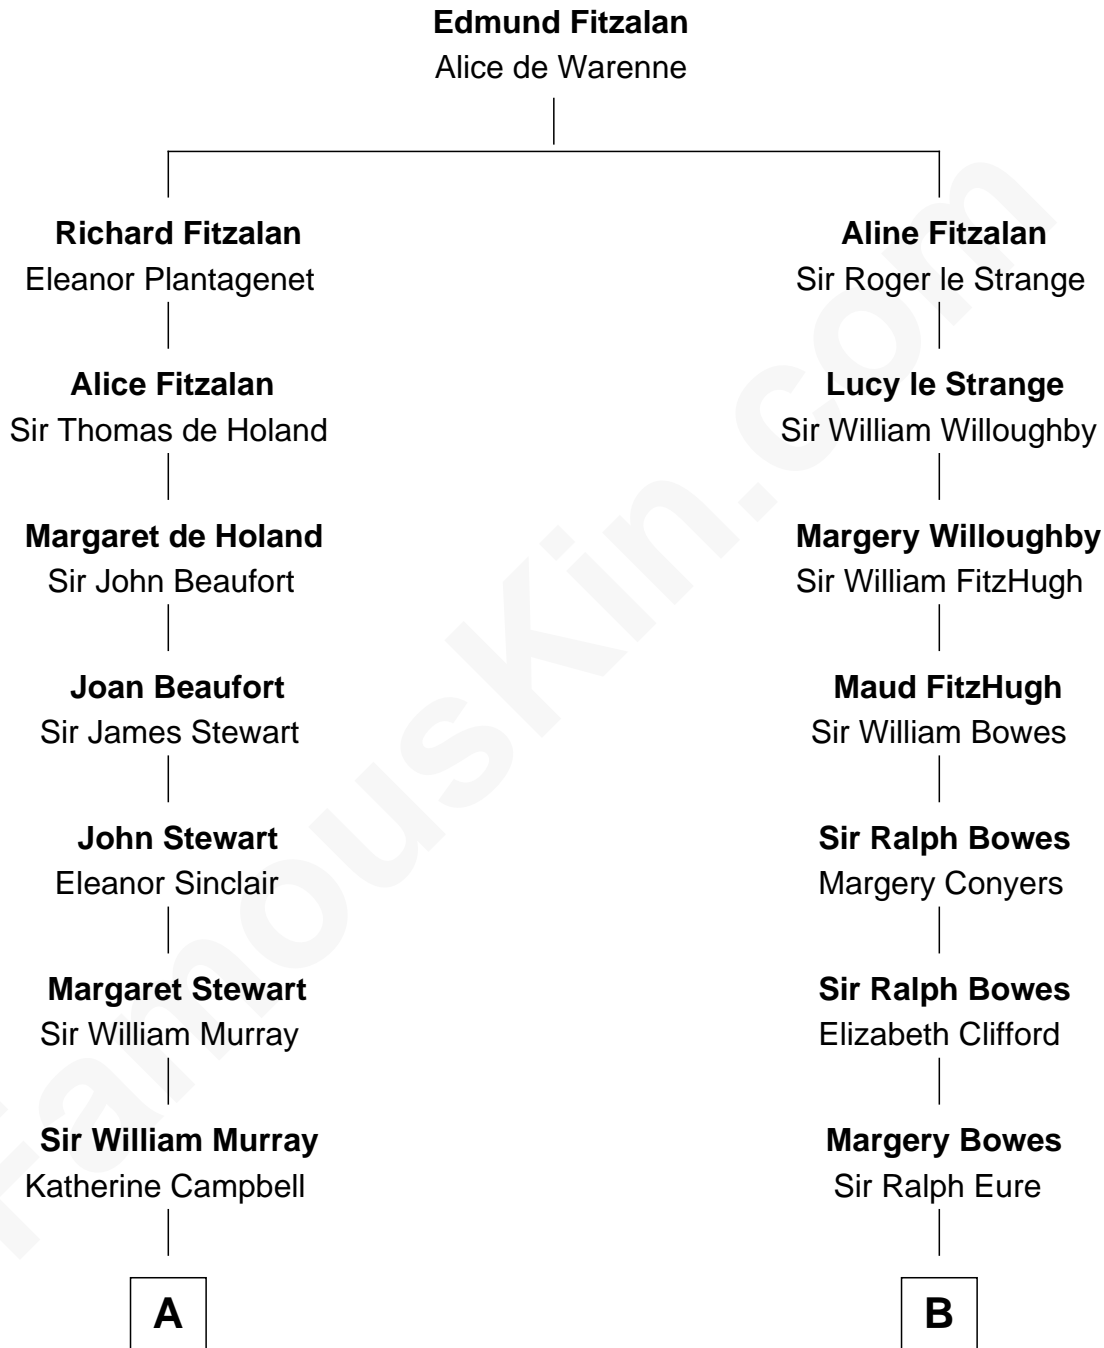 Edmund Fitzalan
Alice de Warenne
Richard Fitzalan
Eleanor Plantagenet
Aline Fitzalan
Sir Roger le Strange
Alice Fitzalan
Sir Thomas de Holand
Lucy le Strange
Sir William Willoughby
Margaret de Holand
Sir John Beaufort
Margery Willoughby
Sir William FitzHugh
Joan Beaufort
Sir James Stewart
Maud FitzHugh
Sir William Bowes
John Stewart
Eleanor Sinclair
Sir Ralph Bowes
Margery Conyers
Margaret Stewart
Sir William Murray
Sir Ralph Bowes
Elizabeth Clifford
Sir William Murray
Katherine Campbell
Margery Bowes
Sir Ralph Eure
A
B
FamousKin.com